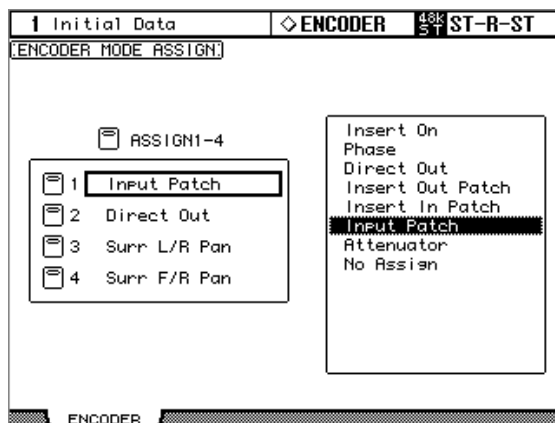 1 Initial Data ◇ENCODER 48k ST ST-R-ST
ENCODER MODE ASSIGN
ASSIGN1-4
1 Input Patch
2 Direct Out
3 Surr L/R Pan
4 Surr F/R Pan
Insert On
Phase
Direct Out
Insert Out Patch
Insert In Patch
Input Patch
Attenuator
No Assign
ENCODER